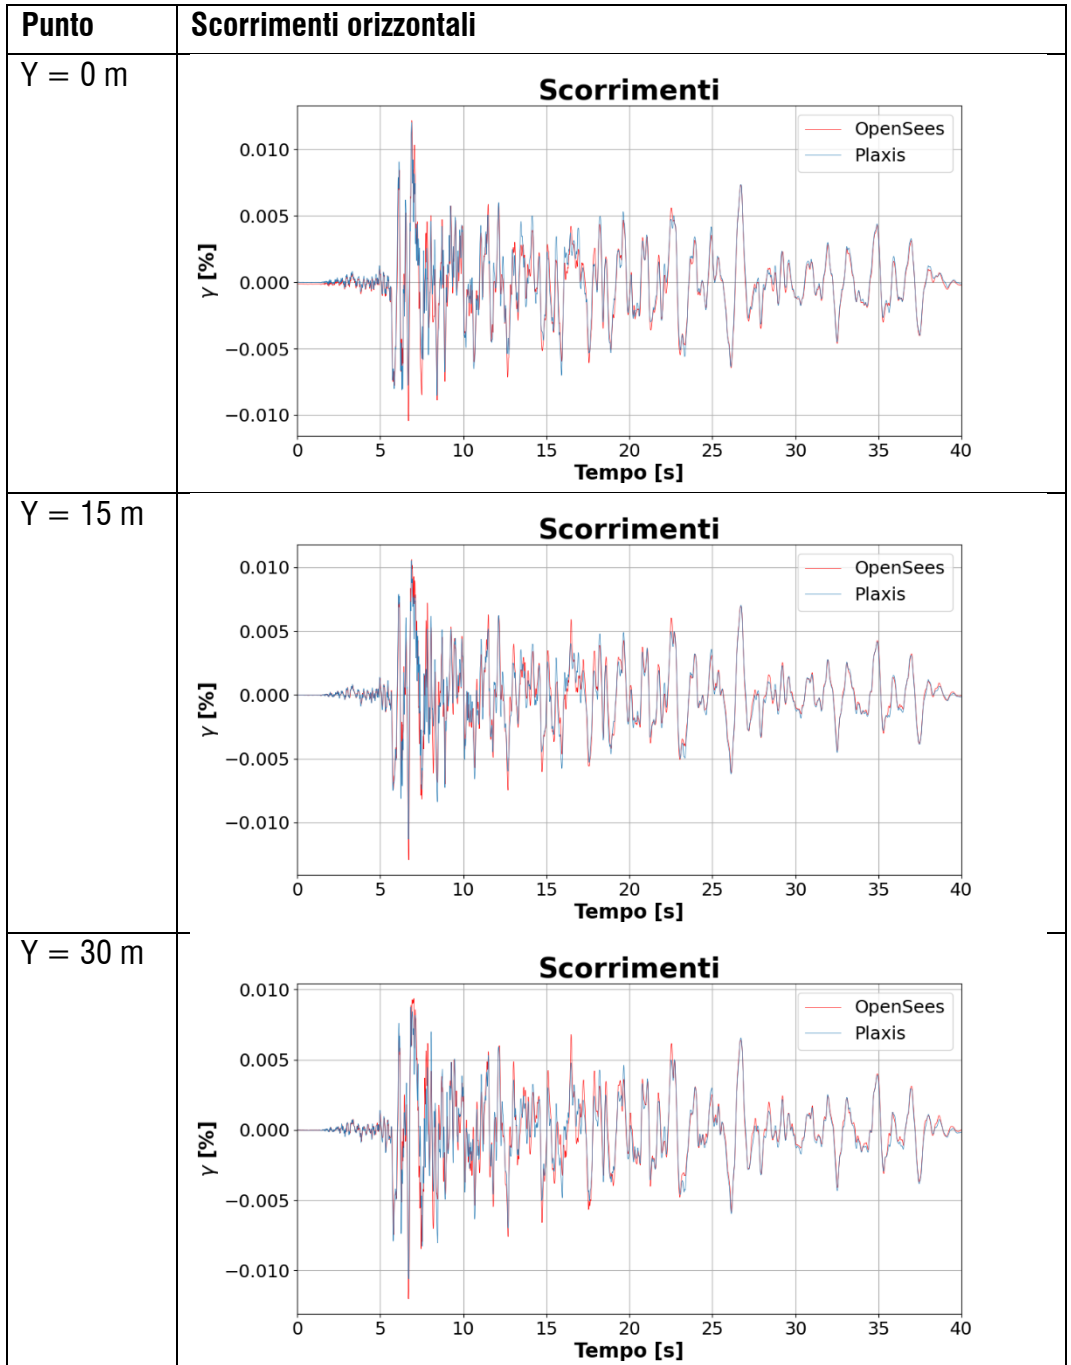 Punto Scorrimenti orizzontali
Y = 0 m
Scorrimenti
OpenSees
Plaxis
0.010
0.005
0.000
−0.005
−0.010
γ [%]
0 5 10 15 20 25 30 35 40
Tempo [s]
Y = 15 m
Scorrimenti
OpenSees
Plaxis
0.010
0.005
0.000
−0.005
−0.010
γ [%]
0 5 10 15 20 25 30 35 40
Tempo [s]
Y = 30 m
Scorrimenti
OpenSees
Plaxis
0.010
0.005
0.000
−0.005
−0.010
γ [%]
0 5 10 15 20 25 30 35 40
Tempo [s]